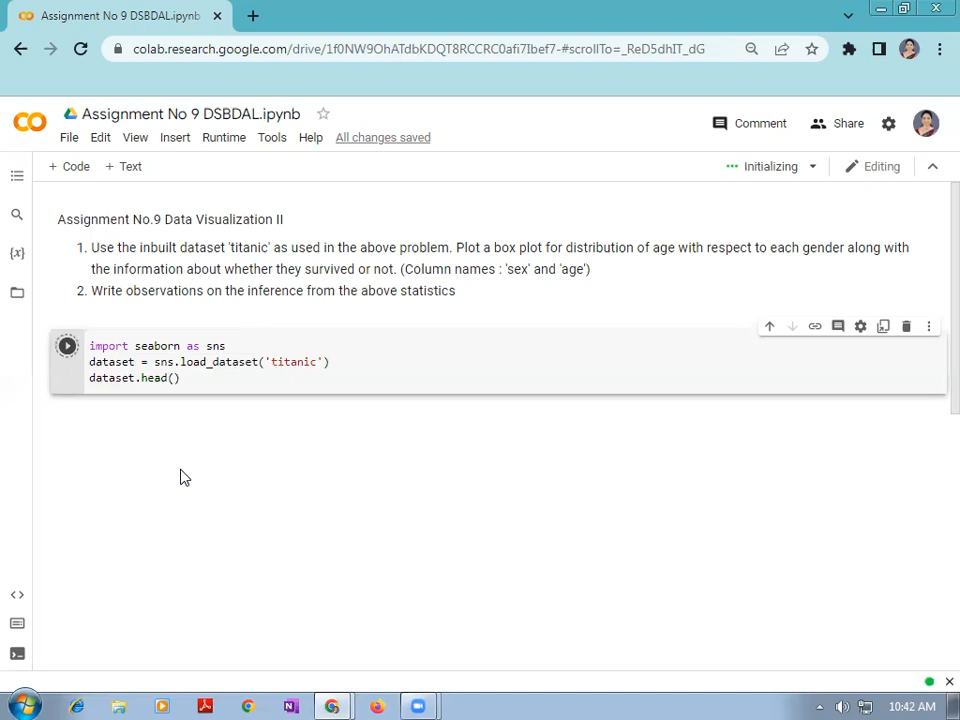 Assignment No 9 DSBDAL.ipynb
colab.research.google.com/drive/1f0NW9OhATdbKDQT8RCCRC0afi7Ibef7-#scrollTo=_ReD5dhIT_dG
Assignment No 9 DSBDAL.ipynb
Comment Share
File Edit View Insert Runtime Tools Help All changes saved
+ Code + Text Initializing Editing
Assignment No.9 Data Visualization II
1. Use the inbuilt dataset 'titanic' as used in the above problem. Plot a box plot for distribution of age with respect to each gender along with
the information about whether they survived or not. (Column names : 'sex' and 'age')
2. Write observations on the inference from the above statistics
import seaborn as sns
dataset = sns.load_dataset('titanic')
dataset.head()
10:42 AM